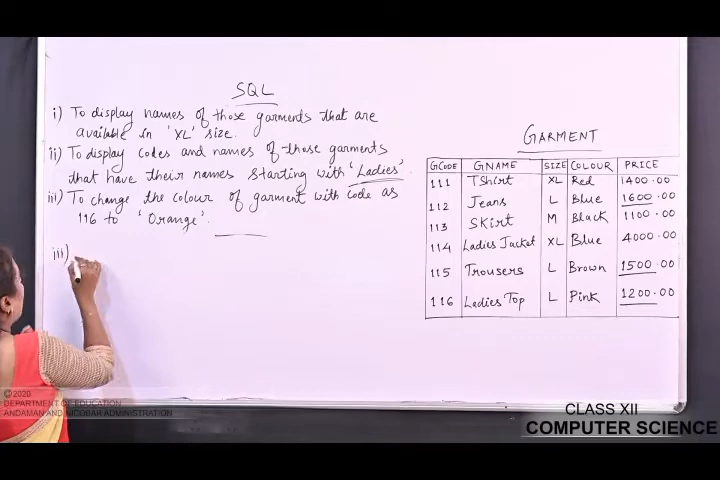 SQL
i) To display names of those garments that are
available in 'XL' size.
ii) To display codes and names of those garments
that have their names starting with 'Ladies'.
iii) To change the colour of garment with code as
116 to 'Orange'.
iii)
GARMENT
GCODE GNAME SIZE COLOUR PRICE
111 TShirt XL Red 1400.00
112 Jeans L Blue 1600.00
113 Skirt M Black 1100.00
114 Ladies Jacket XL Blue 4000.00
115 Trousers L Brown 1500.00
116 Ladies Top L Pink 1200.00
©2020
DEPARTMENT OF EDUCATION
ANDAMAN AND NICOBAR ADMINISTRATION
CLASS XII
COMPUTER SCIENCE